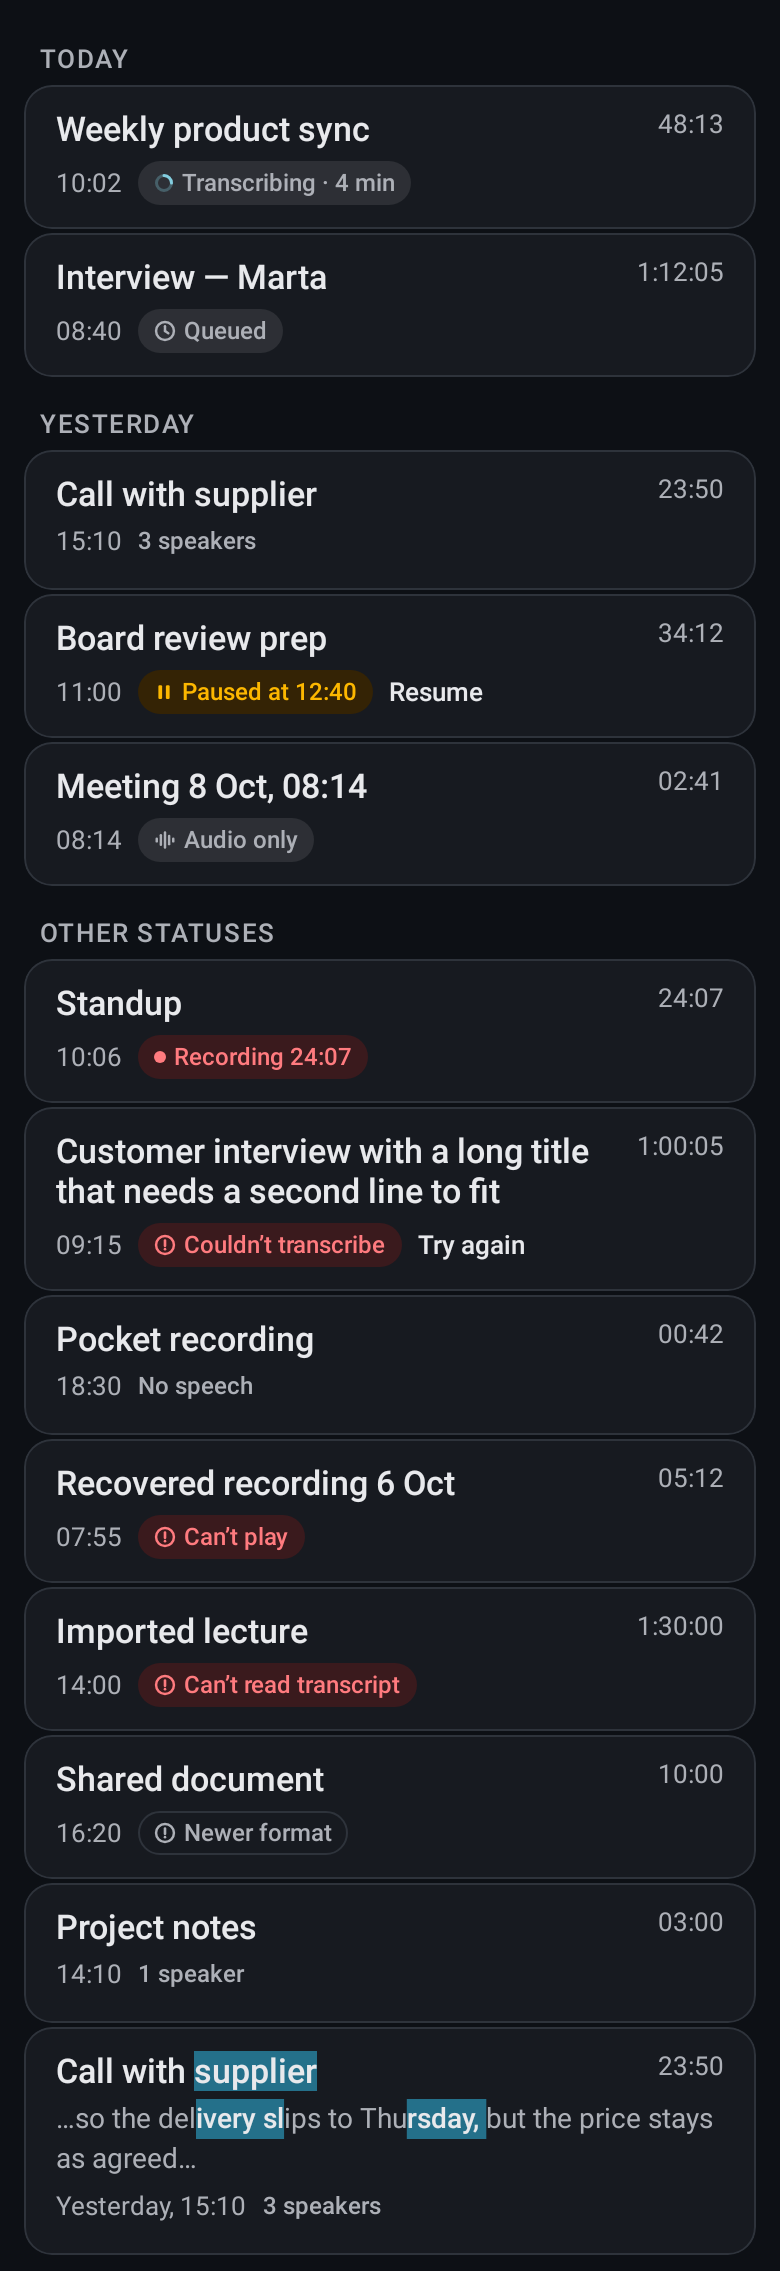 TODAY
Weekly product sync 48:13
10:02 Transcribing · 4 min
Interview — Marta 1:12:05
08:40 Queued
YESTERDAY
Call with supplier 23:50
15:10 3 speakers
Board review prep 34:12
11:00 Paused at 12:40 Resume
Meeting 8 Oct, 08:14 02:41
08:14 Audio only
OTHER STATUSES
Standup 24:07
10:06 Recording 24:07
Customer interview with a long title 1:00:05
that needs a second line to fit
09:15 Couldn’t transcribe Try again
Pocket recording 00:42
18:30 No speech
Recovered recording 6 Oct 05:12
07:55 Can’t play
Imported lecture 1:30:00
14:00 Can’t read transcript
Shared document 10:00
16:20 Newer format
Project notes 03:00
14:10 1 speaker
Call with supplier 23:50
…so the delivery slips to Thursday, but the price stays
as agreed…
Yesterday, 15:10 3 speakers